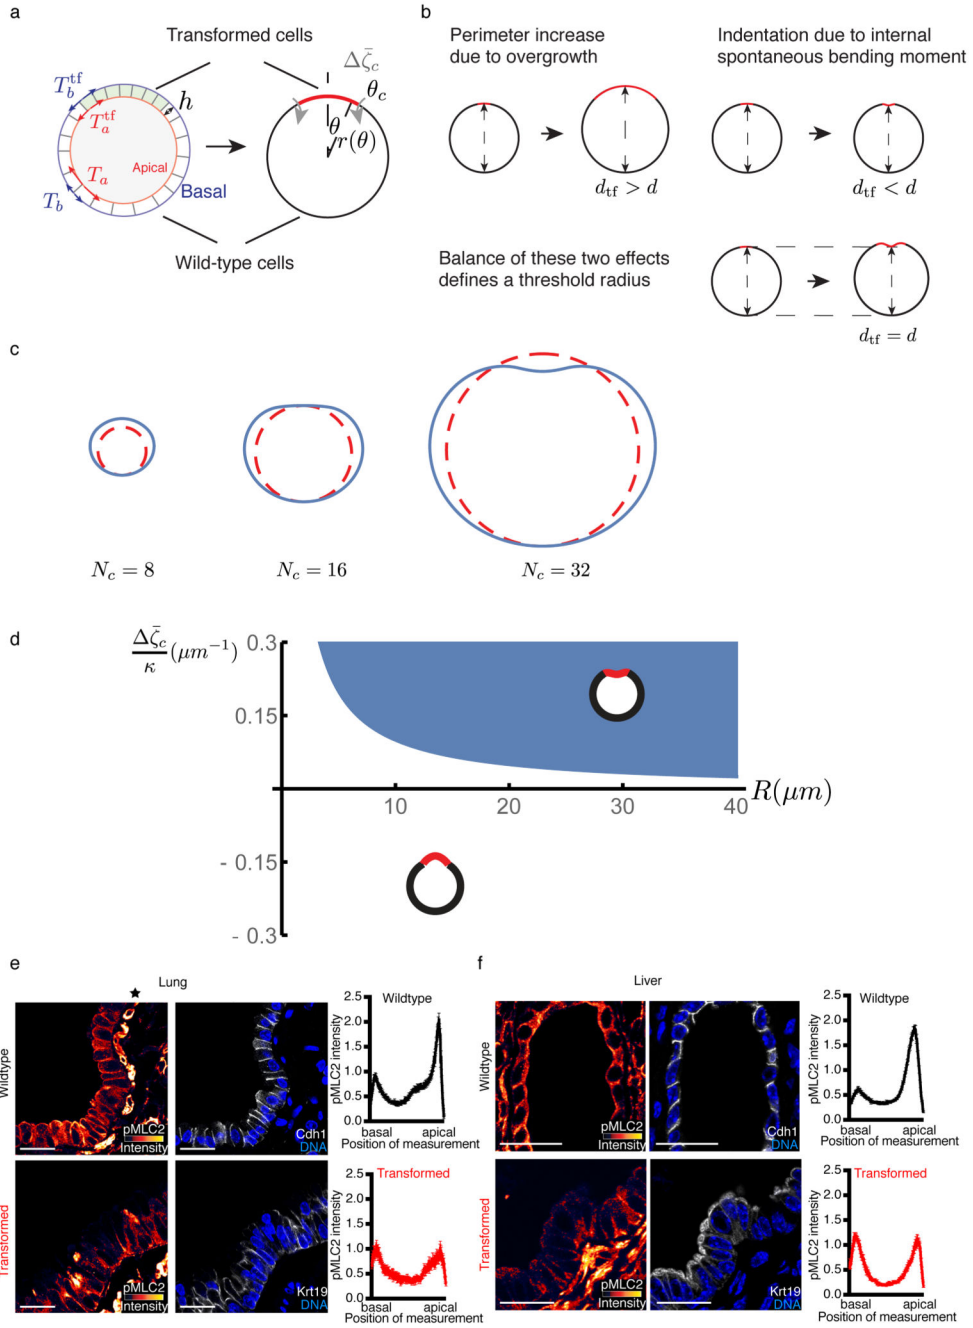 a
Transformed cells
T_b^tf
T_a^tf
h
T_a
Apical
T_b
Basal
Δζ̄_c
θ_c
θ
r(θ)
Wild-type cells
b
Perimeter increase
due to overgrowth
d_tf > d
Indentation due to internal
spontaneous bending moment
d_tf < d
Balance of these two effects
defines a threshold radius
d_tf = d
c
N_c = 8
N_c = 16
N_c = 32
d
Δζ̄_c/κ (μm⁻¹)
0.3
0.15
- 0.15
- 0.3
10
20
30
40
R(μm)
e
Lung
Wildtype
pMLC2
Intensity
Cdh1
DNA
Wildtype
pMLC2 intensity
2.5
2.0
1.5
1.0
0.5
0.0
basal
apical
Position of measurement
Transformed
pMLC2
Intensity
Krt19
DNA
Transformed
pMLC2 intensity
2.5
2.0
1.5
1.0
0.5
0.0
basal
apical
Position of measurement
f
Liver
Wildtype
pMLC2
Intensity
Cdh1
DNA
Wildtype
pMLC2 intensity
2.5
2.0
1.5
1.0
0.5
0.0
basal
apical
Position of measurement
Transformed
pMLC2
Intensity
Krt19
DNA
Transformed
pMLC2 intensity
2.5
2.0
1.5
1.0
0.5
0.0
basal
apical
Position of measurement